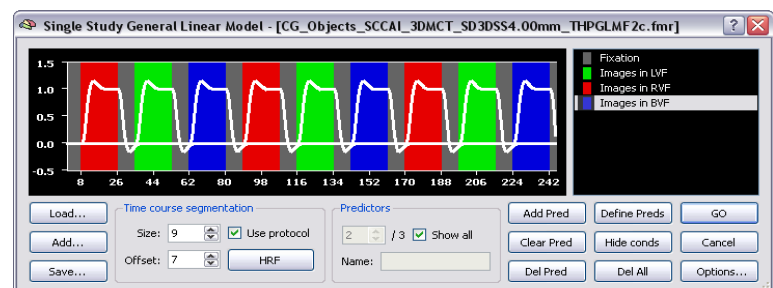 Single Study General Linear Model - [CG_Objects_SCCAI_3DMCT_SD3DSS4.00mm_THPGLMF2c.fmr]
1.5
1.0
0.5
0.0
-0.5
8 26 44 62 80 98 116 134 152 170 188 206 224 242
Fixation
Images in LVF
Images in RVF
Images in BVF
Load...
Add...
Save...
Time course segmentation
Size: 9 Use protocol
Offset: 7 HRF
Predictors
2 / 3 Show all
Name:
Add Pred Define Preds GO
Clear Pred Hide conds Cancel
Del Pred Del All Options...